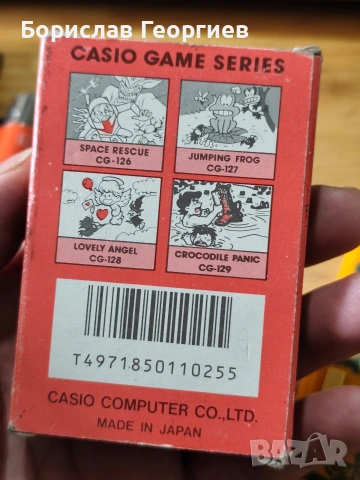 Борислав Георгиев
CASIO GAME SERIES
SPACE RESCUE
CG-126
JUMPING FROG
CG-127
LOVELY ANGEL
CG-128
CROCODILE PANIC
CG-129
T4971850110255
CASIO COMPUTER CO.,LTD.
MADE IN JAPAN
BAZAR